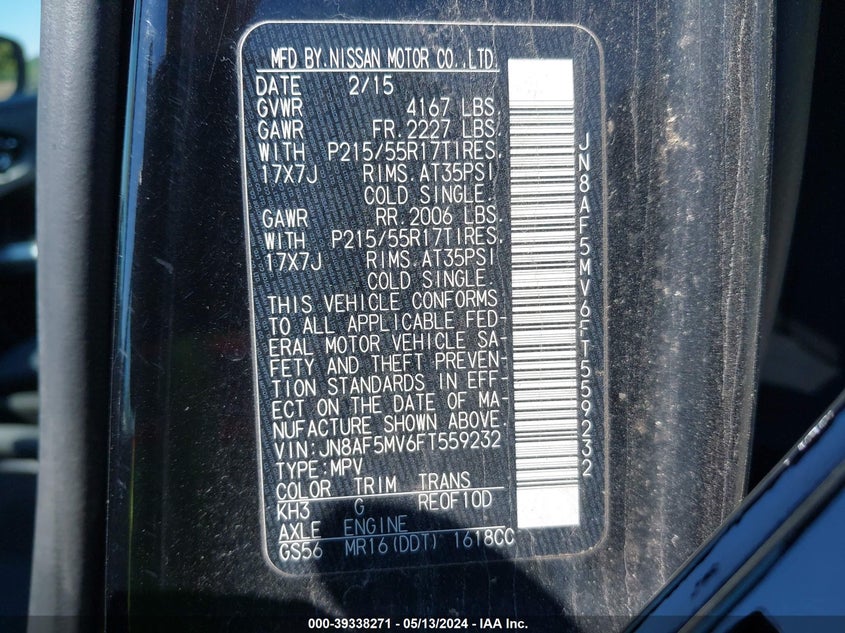 MFD BY.NISSAN MOTOR CO.,LTD.
DATE 2/15
GVWR 4167 LBS
GAWR FR.2227 LBS.
WITH P215/55R17TIRES.
17X7J RIMS.AT35PSI
COLD SINGLE.
GAWR RR.2006 LBS.
WITH P215/55R17TIRES.
17X7J RIMS.AT35PSI
COLD SINGLE.
THIS VEHICLE CONFORMS
TO ALL APPLICABLE FED-
ERAL MOTOR VEHICLE SA-
FETY AND THEFT PREVEN-
TION STANDARDS IN EFF-
ECT ON THE DATE OF MA-
NUFACTURE SHOWN ABOVE.
VIN:JN8AF5MV6FT559232
TYPE:MPV
COLOR TRIM TRANS
KH3 G RE0F10D
AXLE ENGINE
GS56 MR16(DDT) 1618CC
JN8AF5MV6FT559232
000-39338271 - 05/13/2024 - IAA Inc.